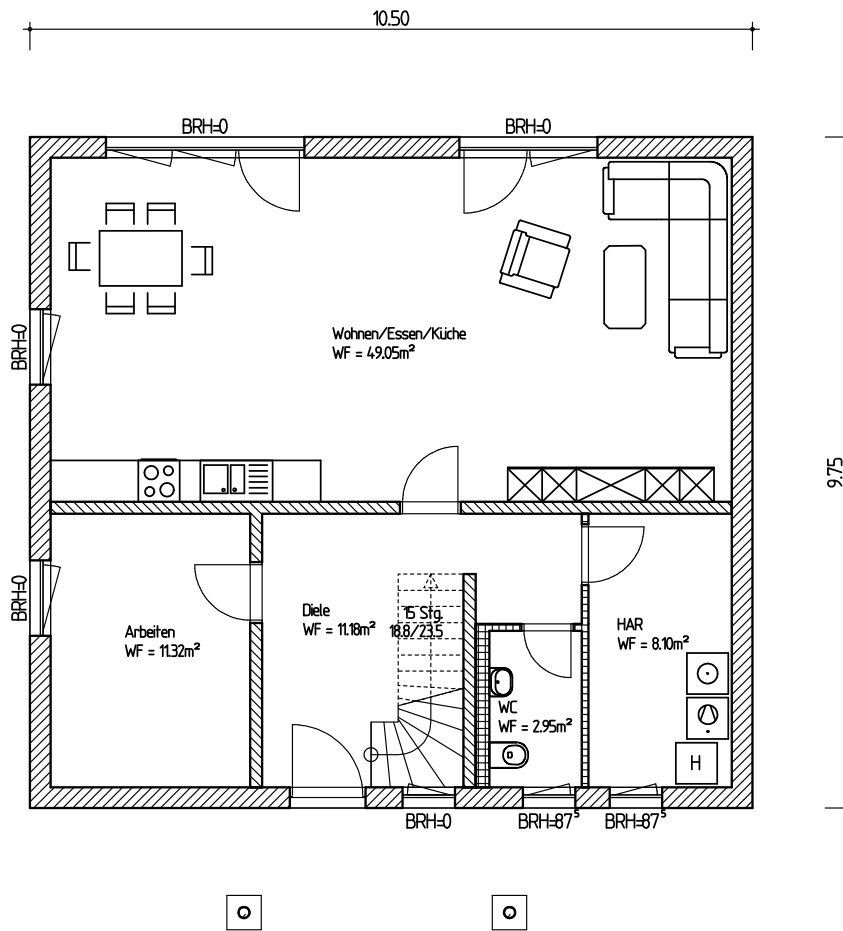 10.50
BRH=0
BRH=0
BRH=0
Wohnen/Essen/Küche
WF = 49.05m²
9.75
BRH=0
Arbeiten
WF = 11.32m²
Diele
WF = 11.18m²
15 Stg.
18.8/23.5
HAR
WF = 8.10m²
WC
WF = 2.95m²
H
BRH=0
BRH=87⁵
BRH=87⁵